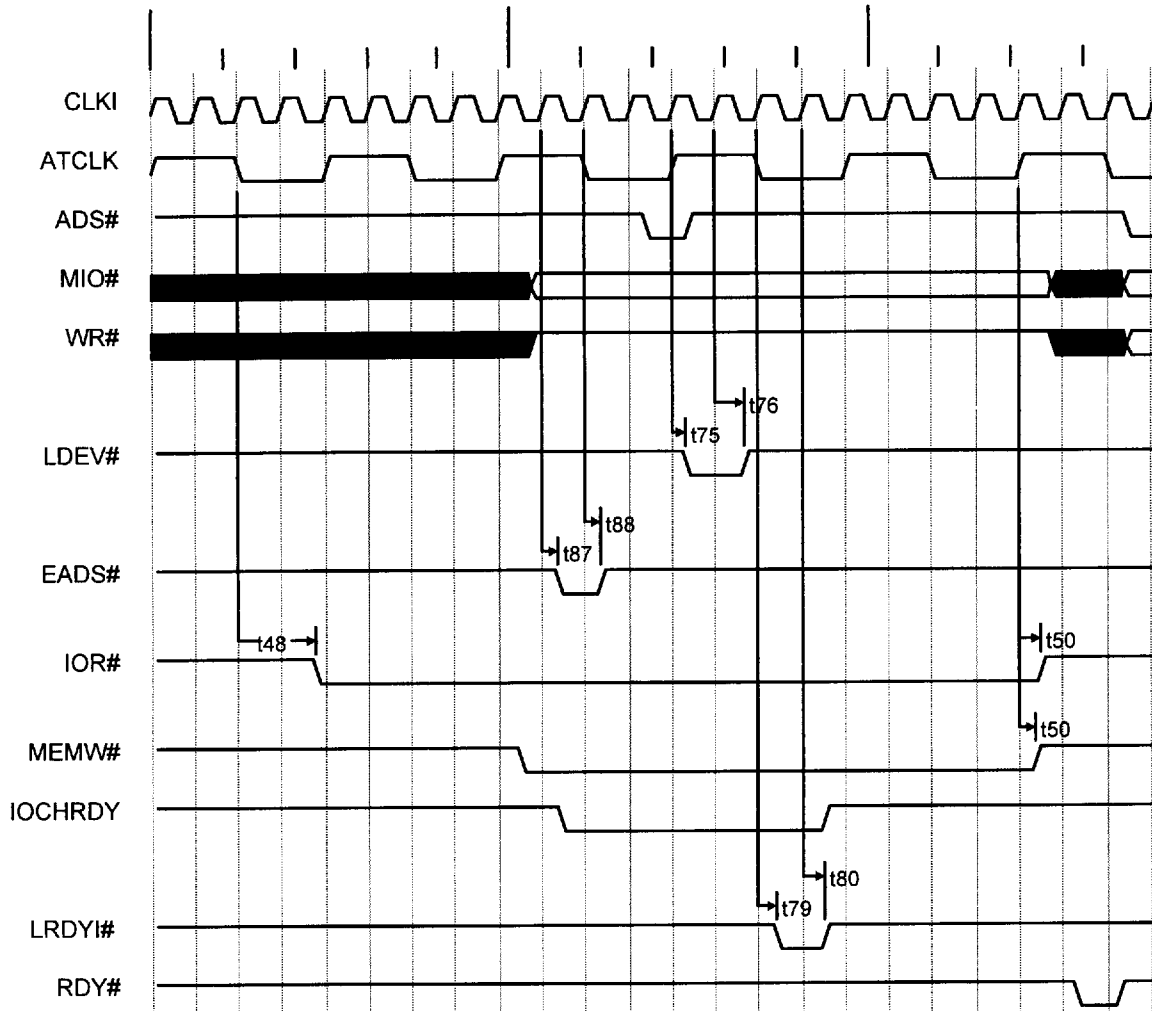 CLKI
ATCLK
ADS#
MIO#
WR#
t76
t75
LDEV#
t88
t87
EADS#
t48
t50
IOR#
t50
MEMW#
IOCHRDY
t80
t79
LRDYI#
RDY#